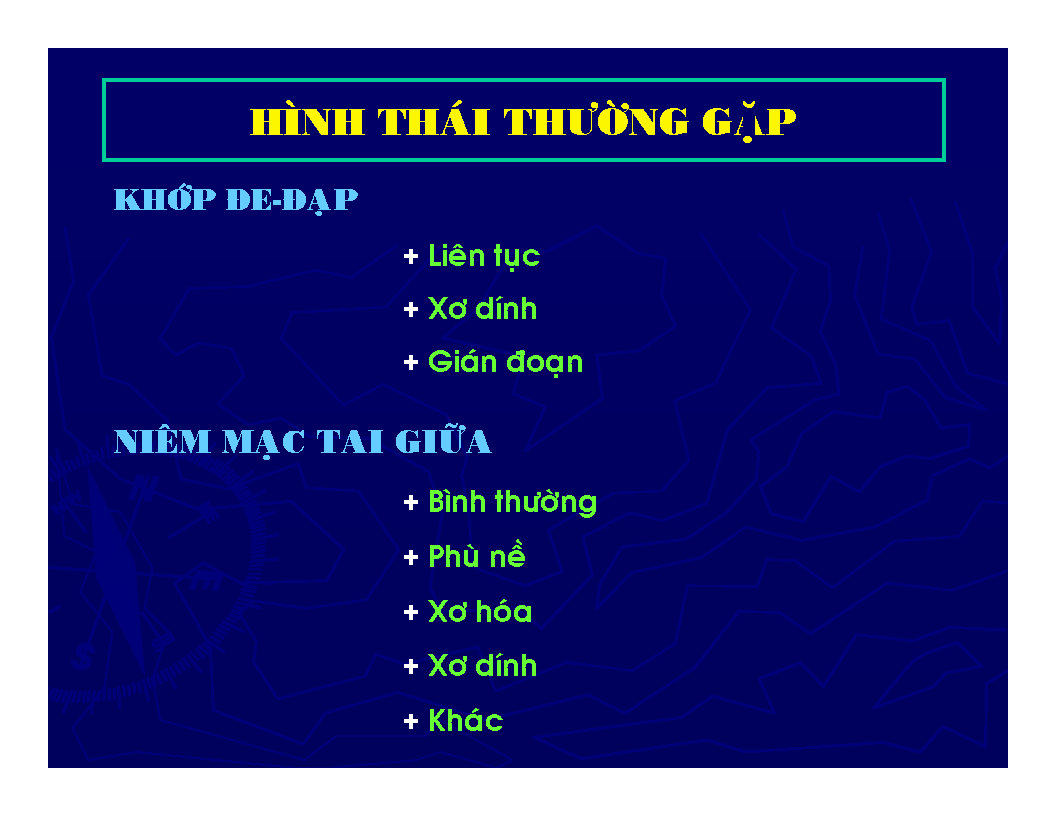 HÌNH THÁI THƯỜNG GẶP
KHỚP ĐE-ĐẠP
+ Liên tục
+ Xơ dính
+ Gián đoạn
NIÊM MẠC TAI GIỮA
+ Bình thường
+ Phù nề
+ Xơ hóa
+ Xơ dính
+ Khác